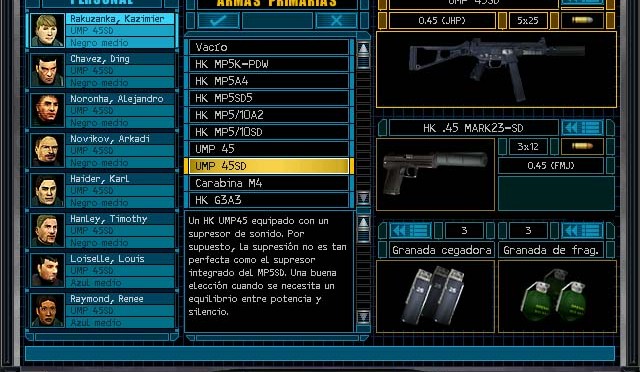 PERSONAL
ARMAS PRIMARIAS
UMP 45SD
Rakuzanka, Kazimier
UMP 45SD
Negro medio
Chavez, Ding
UMP 45SD
Negro medio
Noronha, Alejandro
UMP 45SD
Negro medio
Novikov, Arkadi
UMP 45SD
Negro medio
Haider, Karl
UMP 45SD
Negro medio
Hanley, Timothy
UMP 45SD
Negro medio
Loiselle, Louis
UMP 45SD
Azul medio
Raymond, Renee
UMP 45SD
Azul medio
Vacío
HK MP5K-PDW
HK MP5A4
HK MP5SD5
HK MP5/10A2
HK MP5/10SD
UMP 45
UMP 45SD
Carabina M4
HK G3A3
Un HK UMP45 equipado con un
supresor de sonido. Por
supuesto, la supresión no es tan
perfecta como el supresor
integrado del MP5SD. Una buena
elección cuando se necesita un
equilibrio entre potencia y
silencio.
0.45 (JHP)
5x25
HK .45 MARK23-SD
3x12
0.45 (FMJ)
3
3
Granada cegadora
Granada de frag.